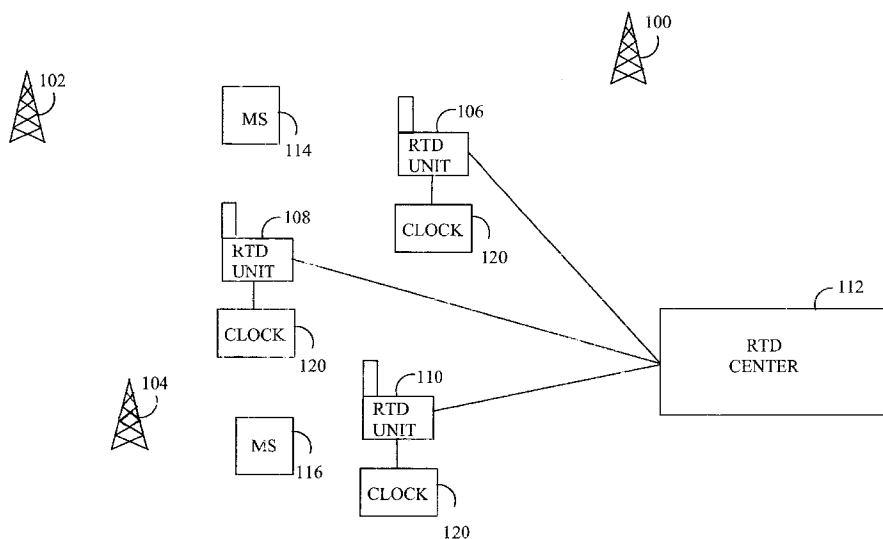 100
102
MS
114
106
RTD
UNIT
CLOCK
120
108
RTD
UNIT
CLOCK
120
112
RTD
CENTER
104
MS
116
110
RTD
UNIT
CLOCK
120